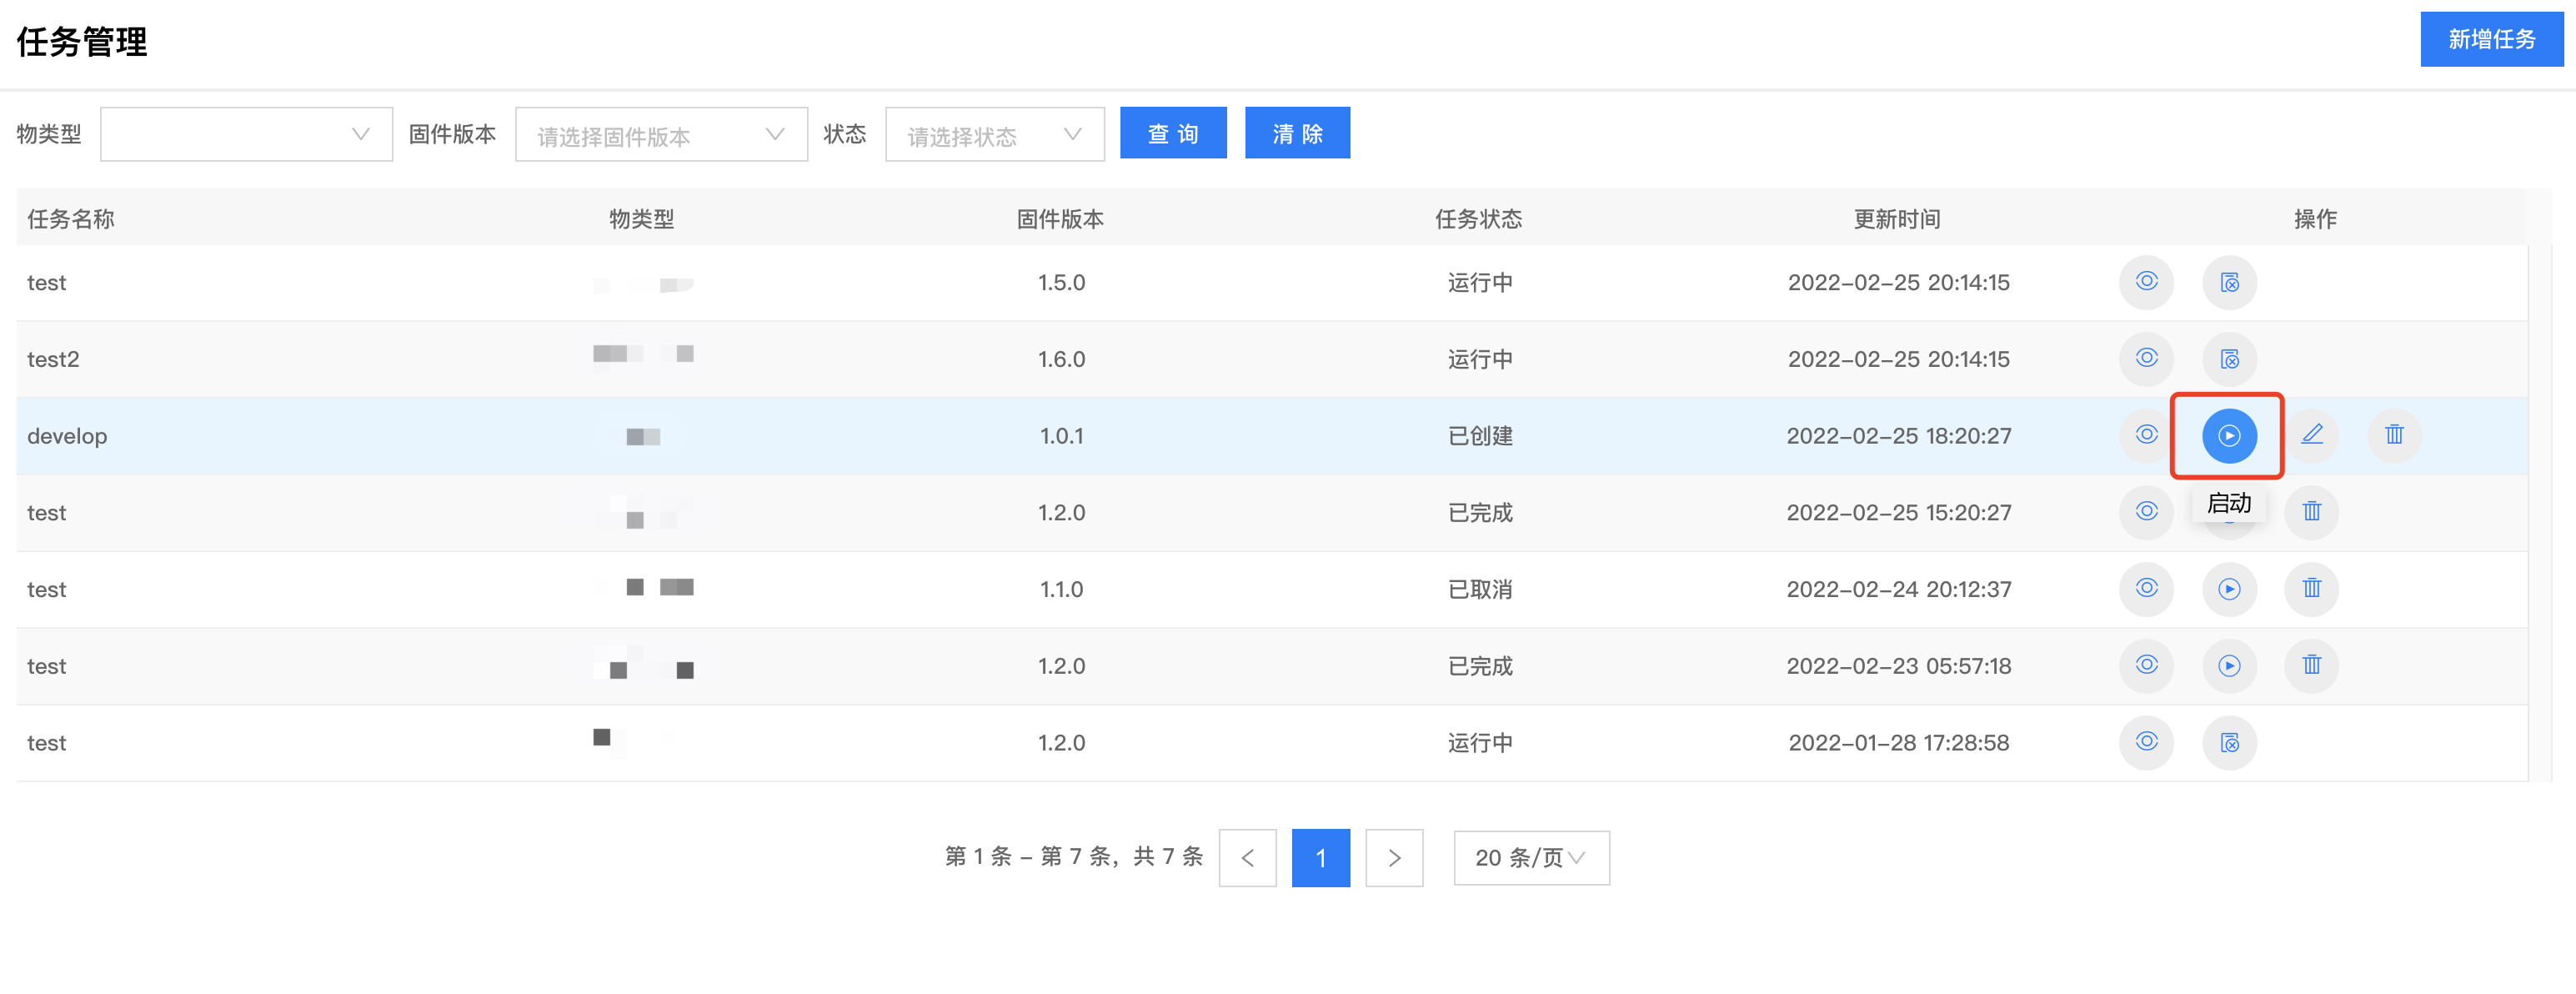 任务管理
新增任务
物类型 固件版本 请选择固件版本 状态 请选择状态 查 询 清 除
任务名称 物类型 固件版本 任务状态 更新时间 操作
test 1.5.0 运行中 2022-02-25 20:14:15
test2 1.6.0 运行中 2022-02-25 20:14:15
develop 1.0.1 已创建 2022-02-25 18:20:27
启动
test 1.2.0 已完成 2022-02-25 15:20:27
test 1.1.0 已取消 2022-02-24 20:12:37
test 1.2.0 已完成 2022-02-23 05:57:18
test 1.2.0 运行中 2022-01-28 17:28:58
第 1 条 - 第 7 条，共 7 条 < 1 > 20 条/页